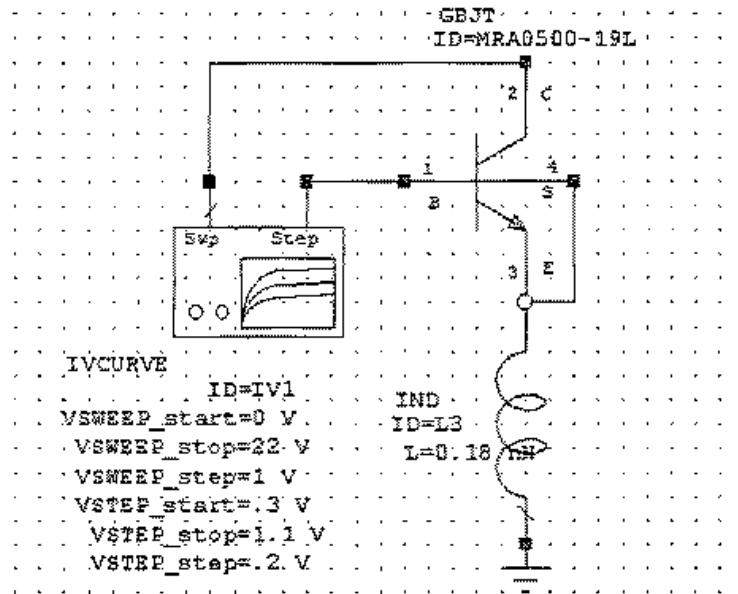 GBJT
ID=MRA0500-19L
2 C
1
4
B
S
Swp Step
3 E
IVCURVE
ID=IV1
VSWEEP_start=0 V
VSWEEP_stop=22 V
VSWEEP_step=1 V
VSTEP_start=.3 V
VSTEP_stop=1.1 V
VSTEP_step=.2 V
IND
ID=L3
L=0.18 nH